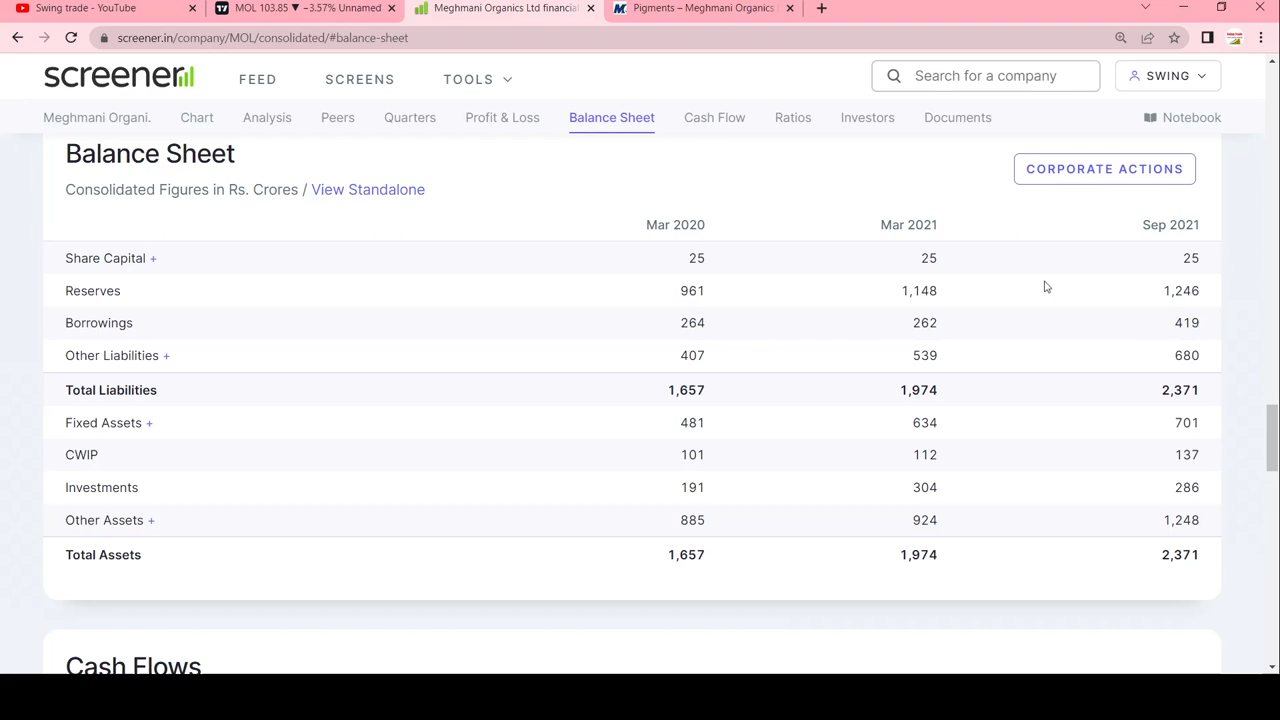 Swing trade - YouTube
MOL 103.85 ▼ −3.57% Unnamed
Meghmani Organics Ltd financial
Pigments – Meghmani Organics
screener.in/company/MOL/consolidated/#balance-sheet
screener FEED SCREENS TOOLS Search for a company SWING
Meghmani Organi. Chart Analysis Peers Quarters Profit & Loss Balance Sheet Cash Flow Ratios Investors Documents Notebook
Balance Sheet
CORPORATE ACTIONS
Consolidated Figures in Rs. Crores / View Standalone
Mar 2020 Mar 2021 Sep 2021
Share Capital + 25 25 25
Reserves 961 1,148 1,246
Borrowings 264 262 419
Other Liabilities + 407 539 680
Total Liabilities 1,657 1,974 2,371
Fixed Assets + 481 634 701
CWIP 101 112 137
Investments 191 304 286
Other Assets + 885 924 1,248
Total Assets 1,657 1,974 2,371
Cash Flows